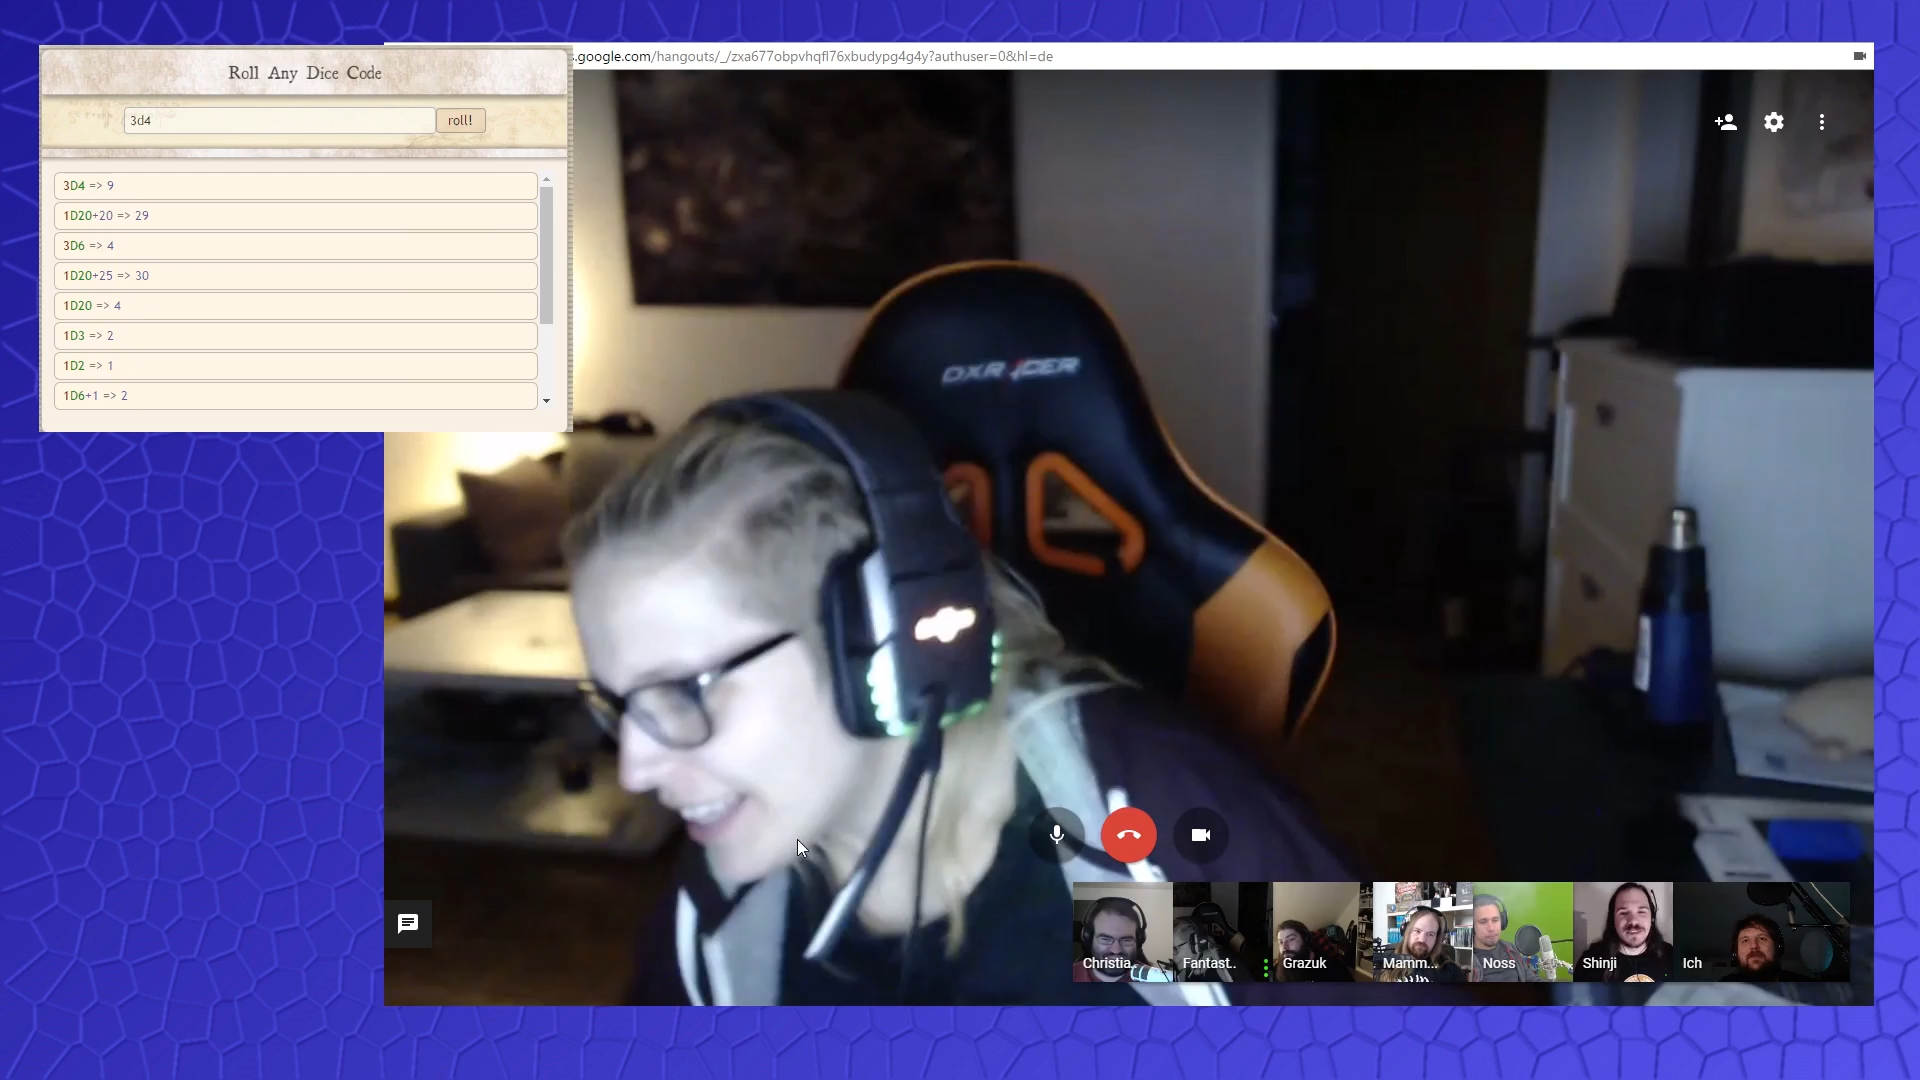 s.google.com/hangouts/_/zxa677obpvhqfl76xbudypg4g4y?authuser=0&hl=de
Roll Any Dice Code
3d4
roll!
3D4 => 9
1D20+20 => 29
3D6 => 4
1D20+25 => 30
1D20 => 4
1D3 => 2
1D2 => 1
1D6+1 => 2
DXRACER
Christia..
Fantast..
Grazuk
Mamm...
Noss
Shinji
Ich